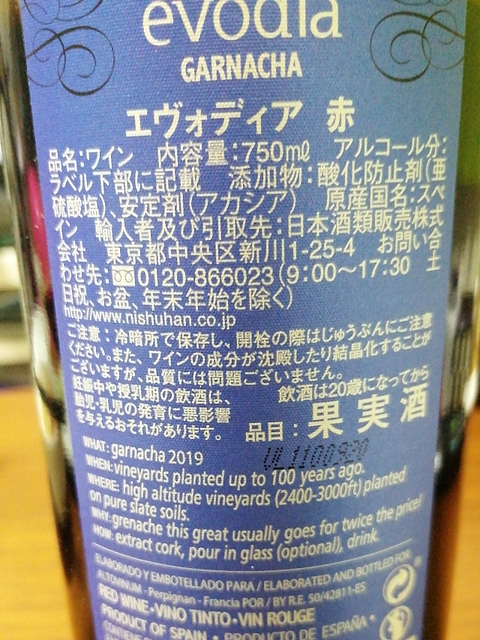 evodia
GARNACHA
エヴォディア 赤
品名:ワイン 内容量:750㎖ アルコール分:
ラベル下部に記載 添加物:酸化防止剤(亜
硫酸塩)、安定剤(アカシア) 原産国名:スペ
イン 輸入者及び引取先:日本酒類販売株式
会社 東京都中央区新川1-25-4 お問い合
わせ先:0120-866023(9:00〜17:30 土
日祝、お盆、年末年始を除く)
http://www.nishuhan.co.jp
ご注意:冷暗所で保存し、開栓の際はじゅうぶんにご注意
ください。また、ワインの成分が沈殿したり結晶化することが
ございますが、品質には問題ございません。
妊娠中や授乳期の飲酒は、
胎児・乳児の発育に悪影響
を与えるおそれがあります。
飲酒は20歳になってから
品目:果実酒
VL1100920
WHAT: garnacha 2019
WHEN: vineyards planted up to 100 years ago.
WHERE: high altitude vineyards (2400-3000ft) planted
on pure slate soils.
WHY: grenache this great usually goes for twice the price!
HOW: extract cork, pour in glass (optional), drink.
ELABORADO Y EMBOTELLADO PARA / ELABORATED AND BOTTLED FOR
ALTOVINUM - Perpignan - Francia POR / BY RE. 50/42811-ES
RED WINE • VINO TINTO • VIN ROUGE
PRODUCT OF SPAIN • PRODUCTO DE ESPAÑA